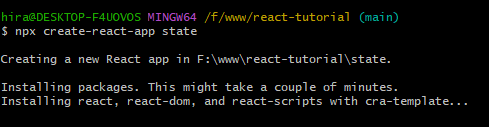 hira@DESKTOP-F4UOVOS MINGW64 /f/www/react-tutorial (main)
$ npx create-react-app state
Creating a new React app in F:\www\react-tutorial\state.
Installing packages. This might take a couple of minutes.
Installing react, react-dom, and react-scripts with cra-template...